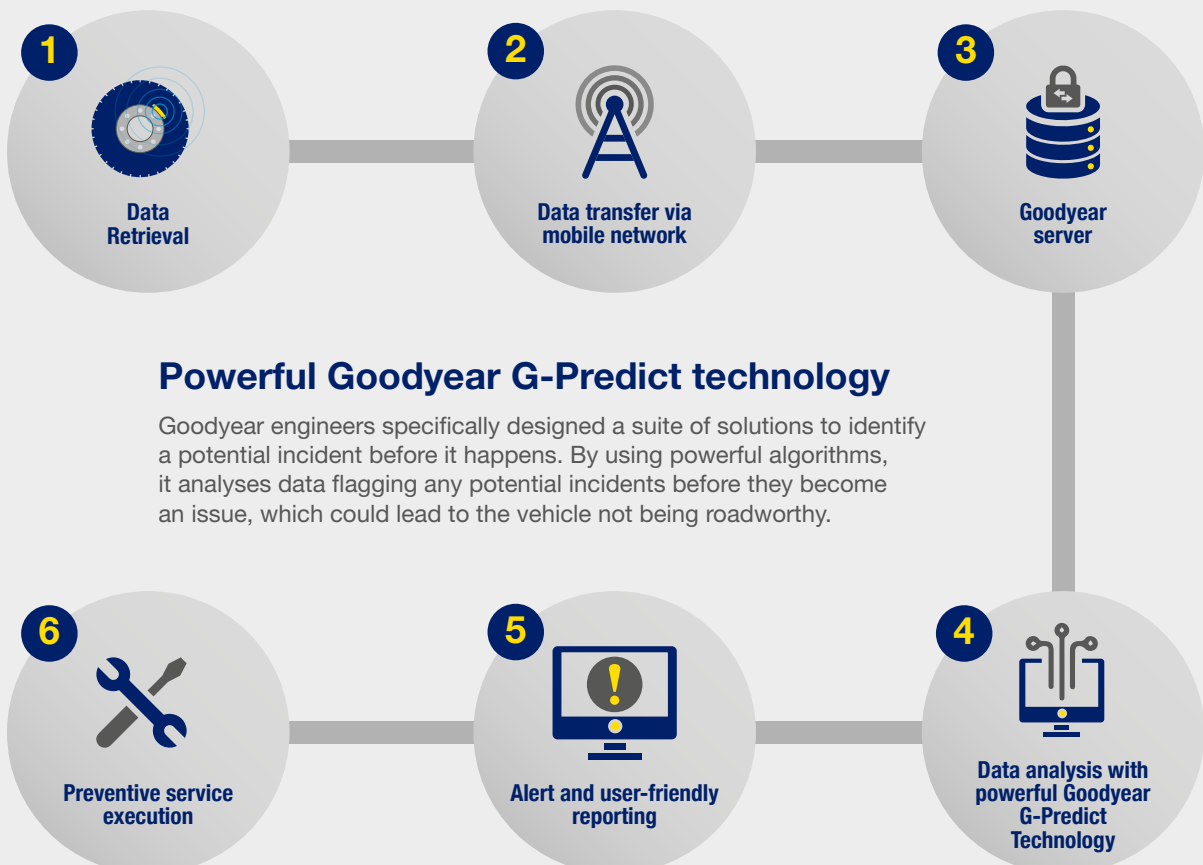 1
Data
Retrieval
2
Data transfer via
mobile network
3
Goodyear
server
Powerful Goodyear G-Predict technology
Goodyear engineers specifically designed a suite of solutions to identify
a potential incident before it happens. By using powerful algorithms,
it analyses data flagging any potential incidents before they become
an issue, which could lead to the vehicle not being roadworthy.
4
Data analysis with
powerful Goodyear
G-Predict
Technology
5
Alert and user-friendly
reporting
6
Preventive service
execution